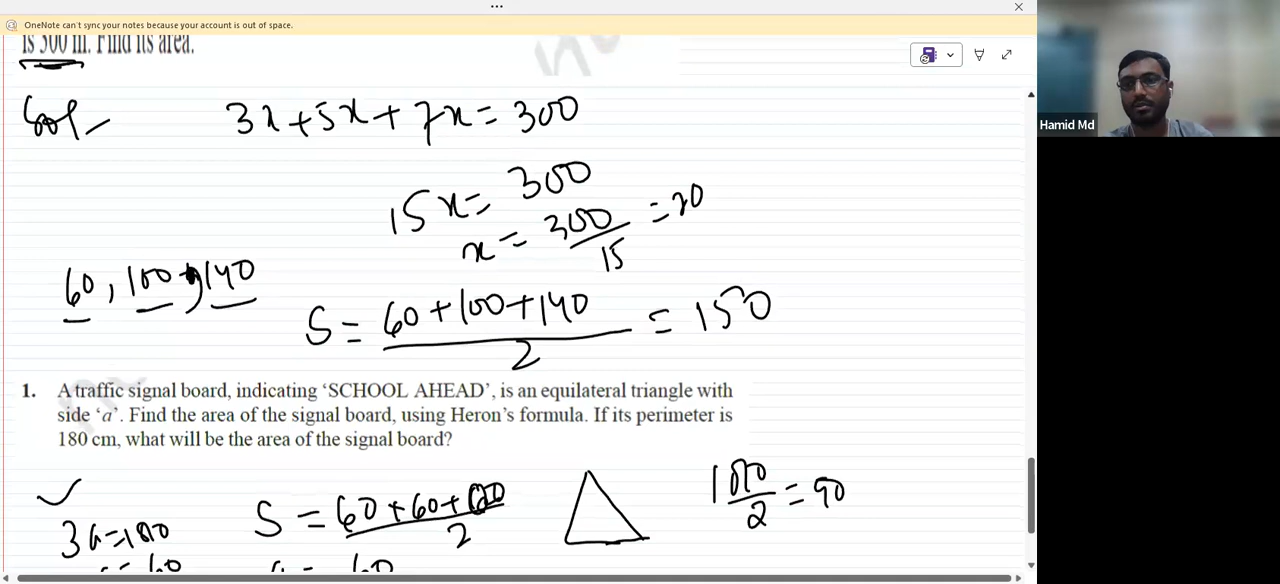 OneNote can't sync your notes because your account is out of space.
is 300 m. Find its area.
Sol-
3x+5x+7x=300
15x=300
x=300/15=20
60, 100, 140
S=60+100+140/2=150
1. A traffic signal board, indicating 'SCHOOL AHEAD', is an equilateral triangle with
side 'a'. Find the area of the signal board, using Heron's formula. If its perimeter is
180 cm, what will be the area of the signal board?
3a=180
S=60+60+60/2
180/2=90
Hamid Md